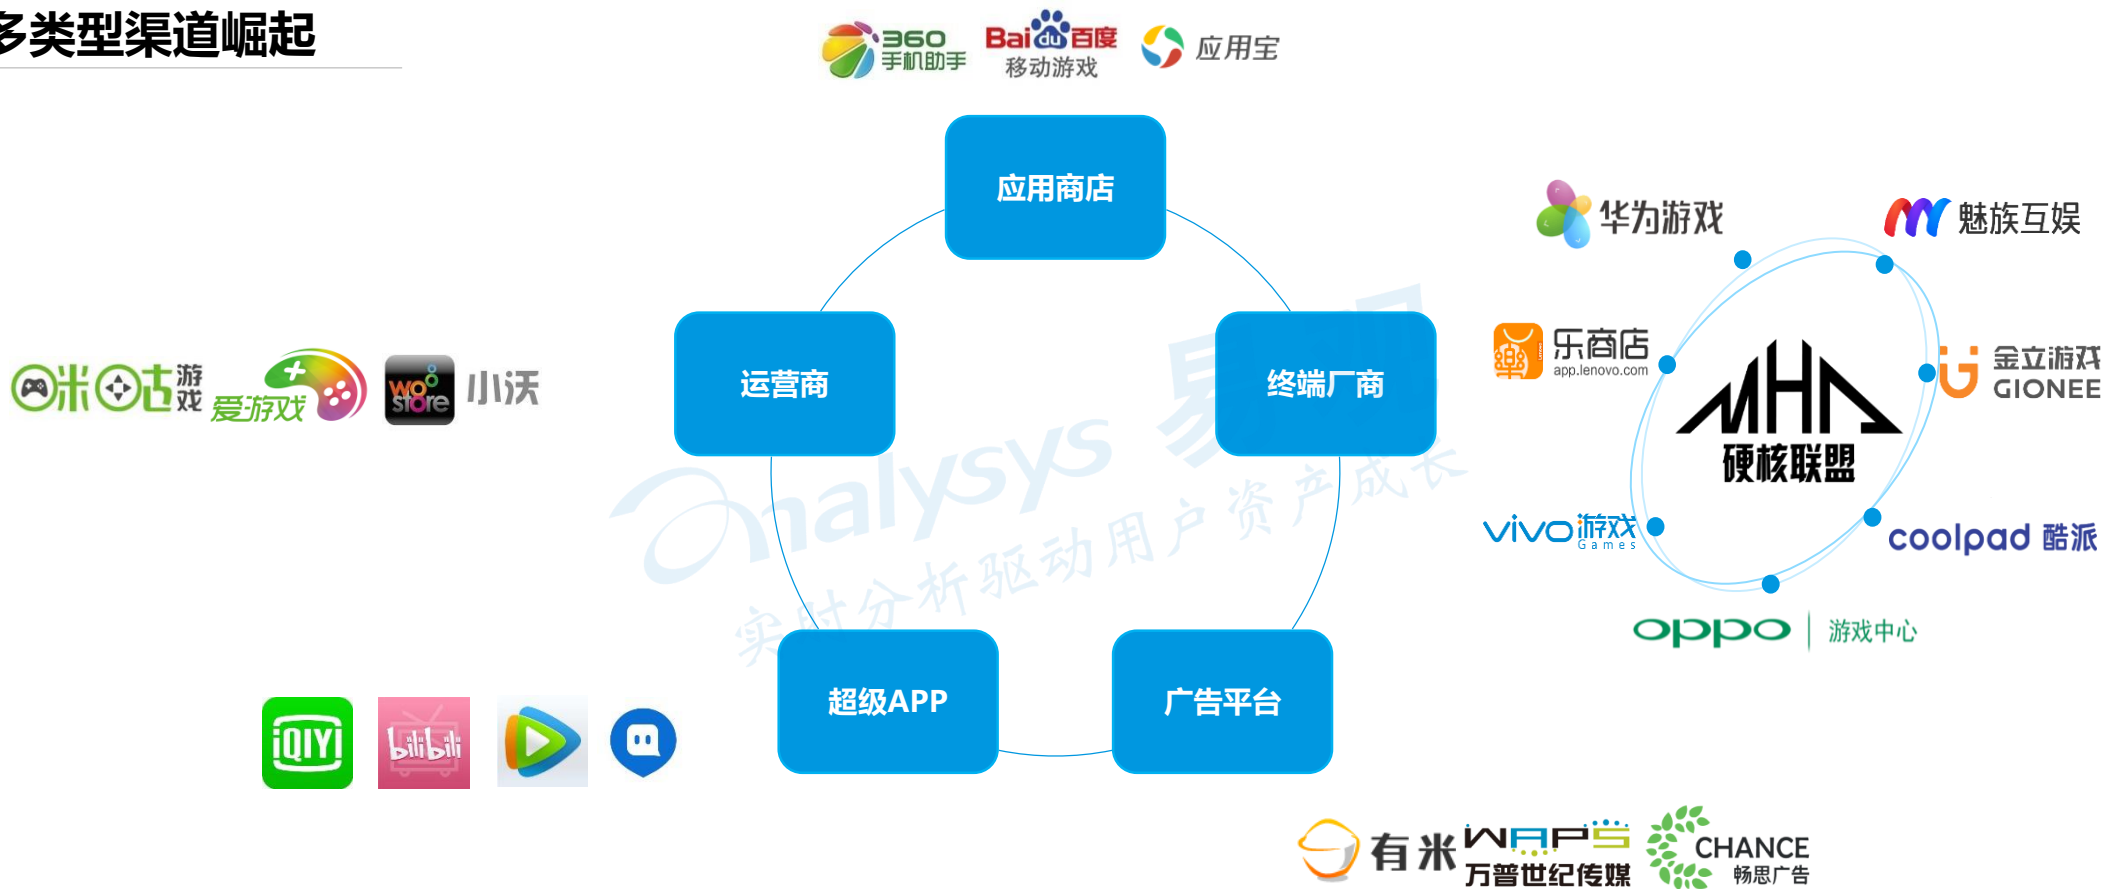 多类型渠道崛起
360
手机助手
Bai du 百度
移动游戏
应用宝
应用商店
华为游戏
魅族互娱
运营商
终端厂商
咪咕游戏
爱游戏
wo
store
小沃
乐商店
app.lenovo.com
金立游戏
GIONEE
MHA
硬核联盟
analysys 易观
实时分析驱动用户资产成长
vivo游戏
Games
coolpad 酷派
oppo
游戏中心
超级APP
广告平台
iQIYI
bilibili
有米
WAPS
万普世纪传媒
CHANCE
畅思广告